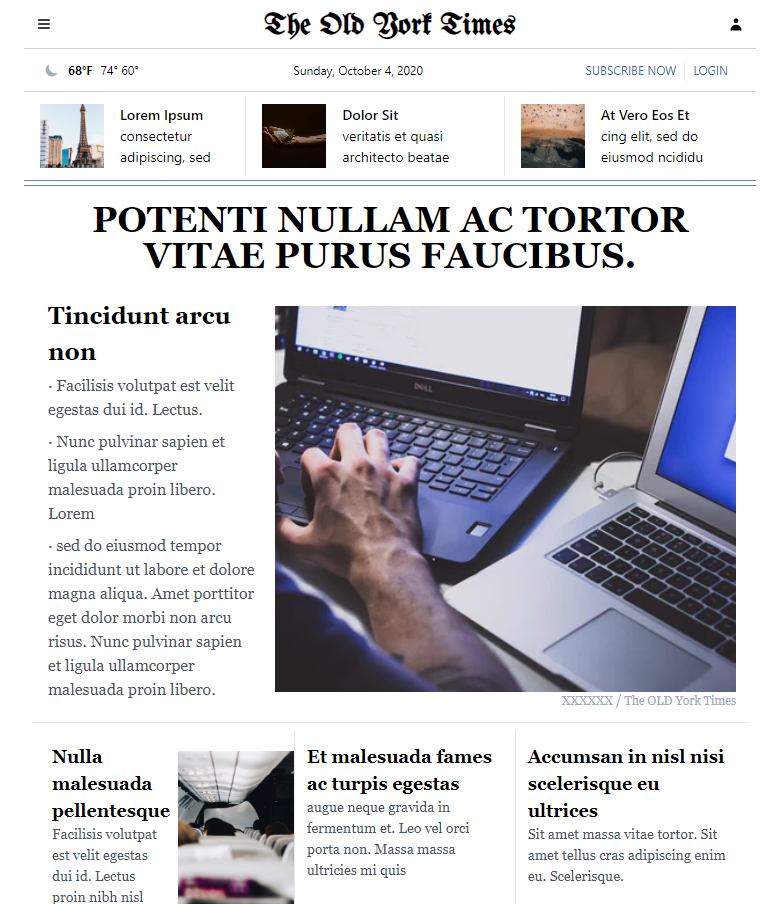 The Old York Times
68°F 74° 60°
Sunday, October 4, 2020
SUBSCRIBE NOW
LOGIN
Lorem Ipsum
consectetur
adipiscing, sed
Dolor Sit
veritatis et quasi
architecto beatae
At Vero Eos Et
cing elit, sed do
eiusmod ncididu
POTENTI NULLAM AC TORTOR
VITAE PURUS FAUCIBUS.
Tincidunt arcu
non
· Facilisis volutpat est velit
egestas dui id. Lectus.
· Nunc pulvinar sapien et
ligula ullamcorper
malesuada proin libero.
Lorem
· sed do eiusmod tempor
incididunt ut labore et dolore
magna aliqua. Amet porttitor
eget dolor morbi non arcu
risus. Nunc pulvinar sapien
et ligula ullamcorper
malesuada proin libero.
DELL
XXXXXX / The OLD York Times
Nulla
malesuada
pellentesque
Facilisis volutpat
est velit egestas
dui id. Lectus
proin nibh nisl
Et malesuada fames
ac turpis egestas
augue neque gravida in
fermentum et. Leo vel orci
porta non. Massa massa
ultricies mi quis
Accumsan in nisl nisi
scelerisque eu
ultrices
Sit amet massa vitae tortor. Sit
amet tellus cras adipiscing enim
eu. Scelerisque.